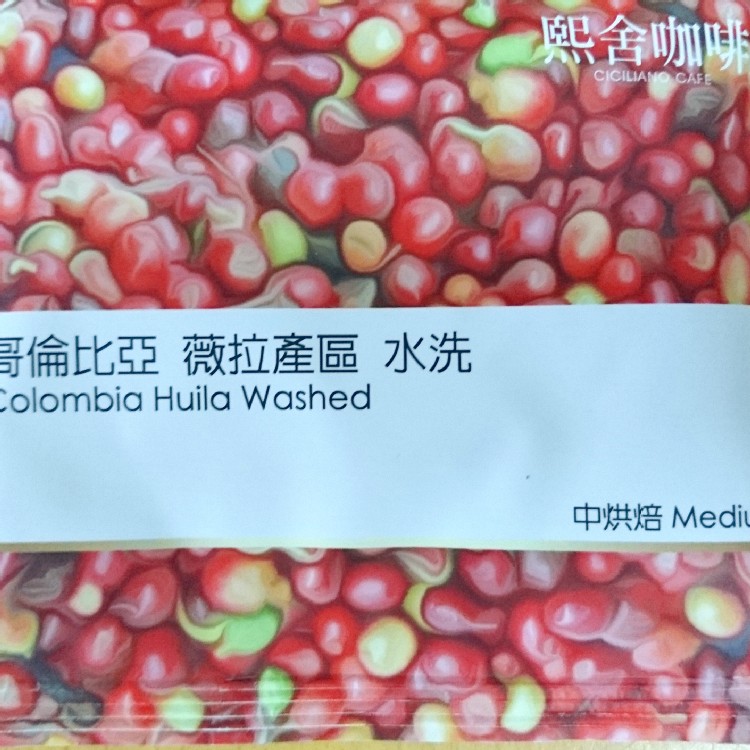 熙舍咖啡
CICILIANO CAFE
哥倫比亞 薇拉產區 水洗
Colombia Huila Washed
中烘焙 Mediu